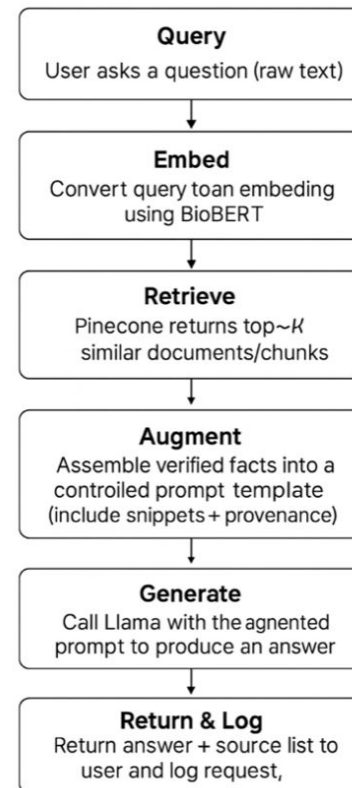 Query
User asks a question (raw text)
Embed
Convert query toan embeding
using BioBERT
Retrieve
Pinecone returns top~K
similar documents/chunks
Augment
Assemble verified facts into a
controiled prompt template
(include snippets + provenance)
Generate
Call Llama with the agnented
prompt to produce an answer
Return & Log
Return answer + source list to
user and log request,